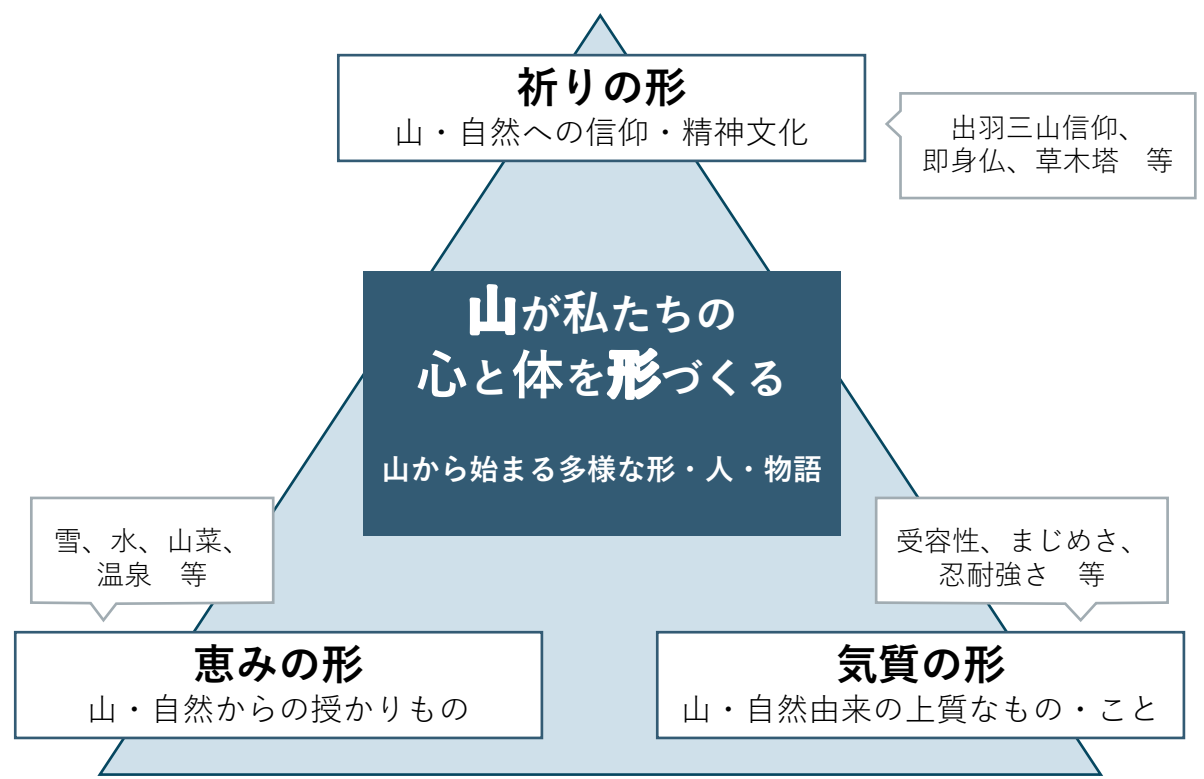 祈りの形
山・自然への信仰・精神文化
出羽三山信仰、
即身仏、草木塔　等
山が私たちの
心と体を形づくる
山から始まる多様な形・人・物語
雪、水、山菜、
温泉　等
受容性、まじめさ、
忍耐強さ　等
恵みの形
山・自然からの授かりもの
気質の形
山・自然由来の上質なもの・こと